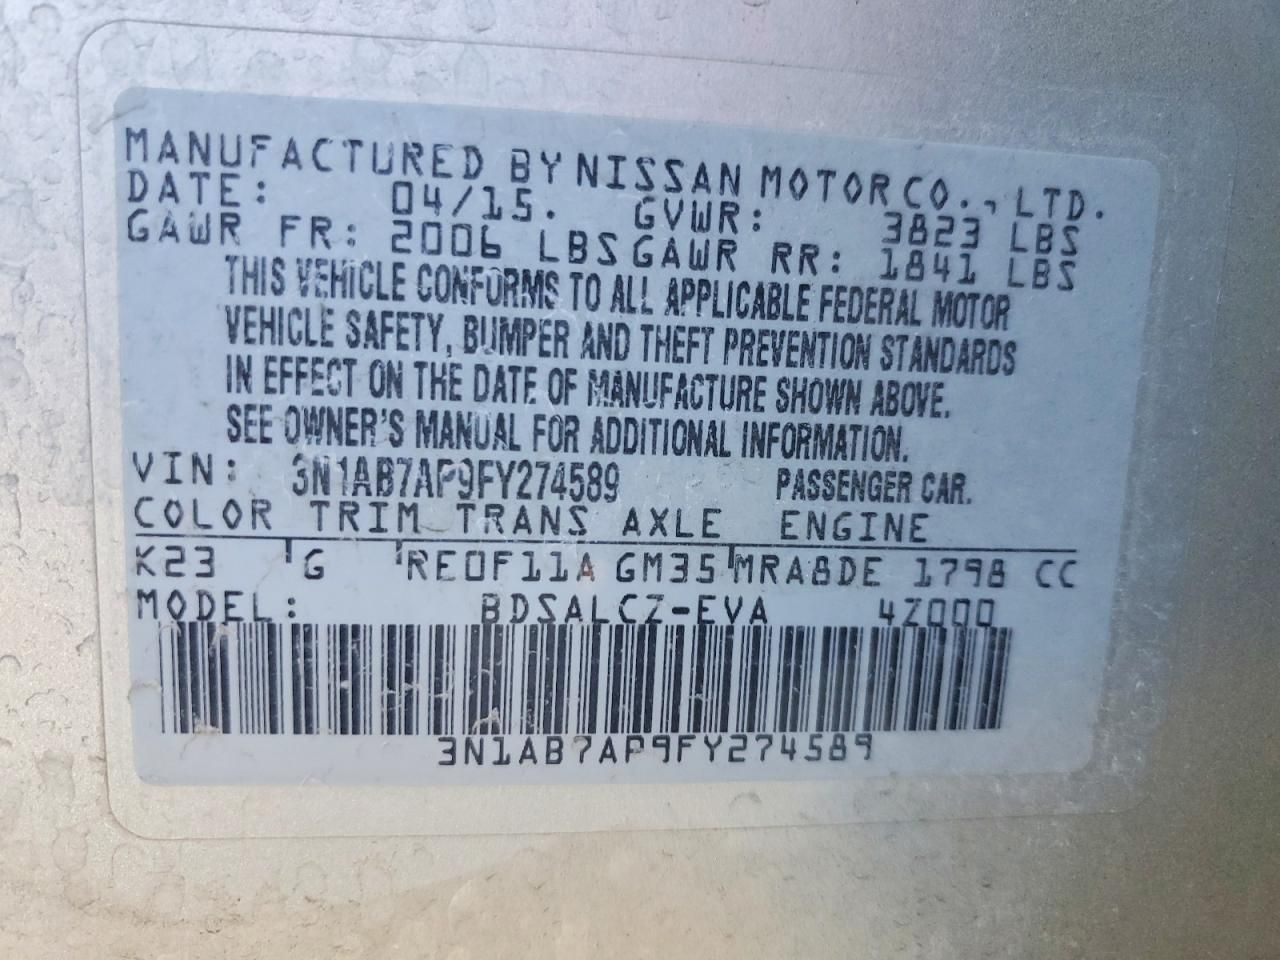 MANUFACTURED BY NISSAN MOTOR CO., LTD.
DATE: 04/15. GVWR: 3823 LBS
GAWR FR: 2006 LBS GAWR RR: 1841 LBS
THIS VEHICLE CONFORMS TO ALL APPLICABLE FEDERAL MOTOR
VEHICLE SAFETY, BUMPER AND THEFT PREVENTION STANDARDS
IN EFFECT ON THE DATE OF MANUFACTURE SHOWN ABOVE.
SEE OWNER'S MANUAL FOR ADDITIONAL INFORMATION.
VIN: 3N1AB7AP9FY274589 PASSENGER CAR.
COLOR TRIM TRANS AXLE ENGINE
K23 G RE0F11A GM35 MRA8DE 1798 CC
MODEL: BDSALCZ-EVA 4Z000
3N1AB7AP9FY274589